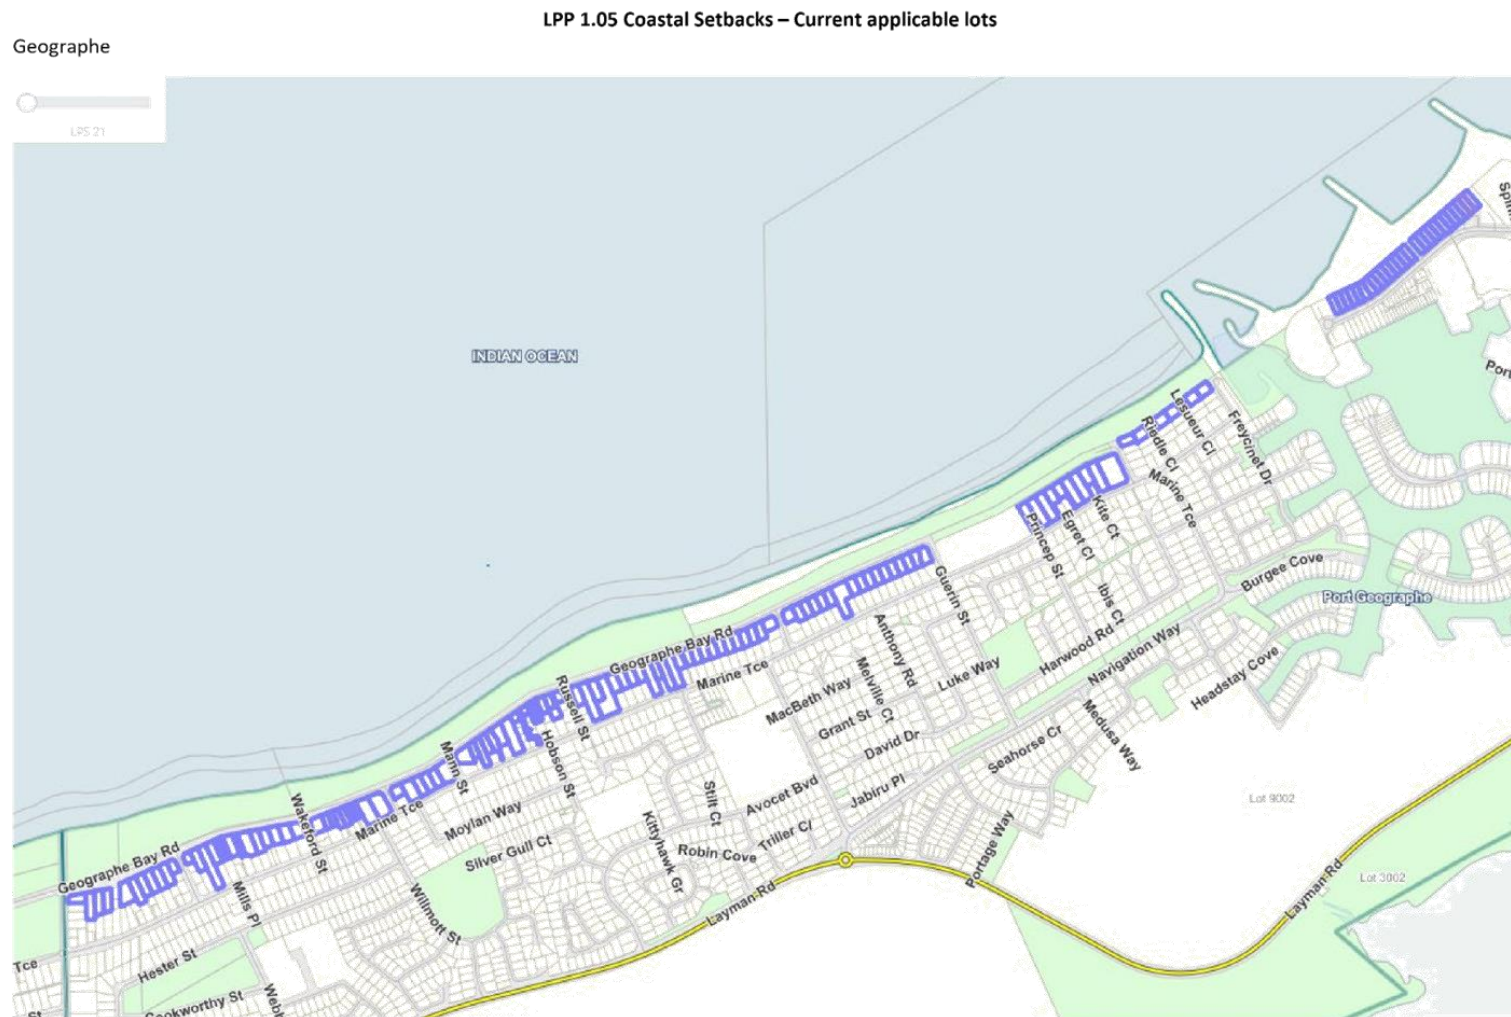 LPP 1.05 Coastal Setbacks – Current applicable lots
Geographe
LPS 21
INDIAN OCEAN
Port Geographe
Lesueur Cl
Riedle Cl
Freycinet Dr
Marine Tce
Kite Ct
Egret Cl
Princep St
Ibis Ct
Burgee Cove
Guerin St
Harwood Rd
Navigation Way
Headstay Cove
Geographe Bay Rd
Marine Tce
Anthony Rd
Luke Way
Melville Ct
MacBeth Way
Grant St
David Dr
Medusa Way
Seahorse Cr
Russell St
Hobson St
Mann St
Stilt Ct
Avocet Bvd
Jabiru Pl
Lot 9002
Wakeford St
Marine Tce
Moylan Way
Triller Cl
Kittyhawk Gr
Robin Cove
Silver Gull Ct
Portage Way
Geographe Bay Rd
Mills Pl
Willmott St
Layman Rd
Layman Rd
Lot 3002
Tce
Hester St
Cookworthy St
St